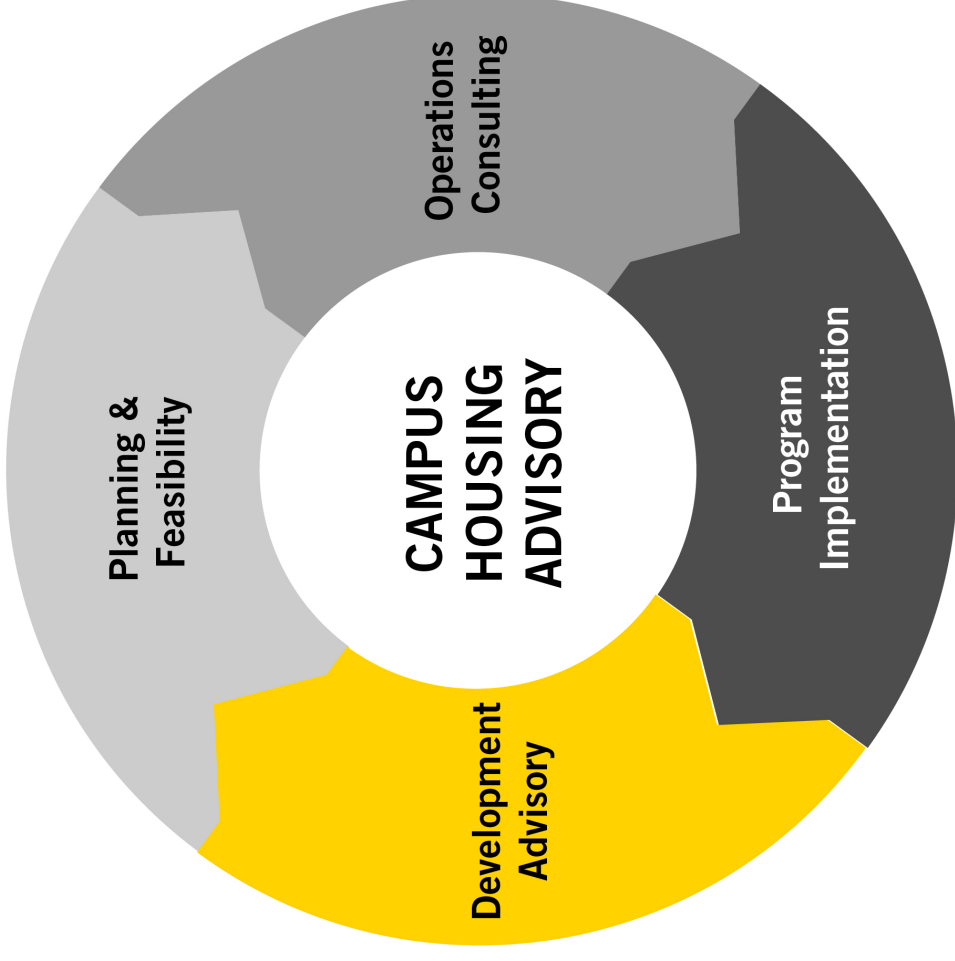 Planning &
Feasibility
CAMPUS
HOUSING
ADVISORY
Operations
Consulting
Program
Implementation
Development
Advisory